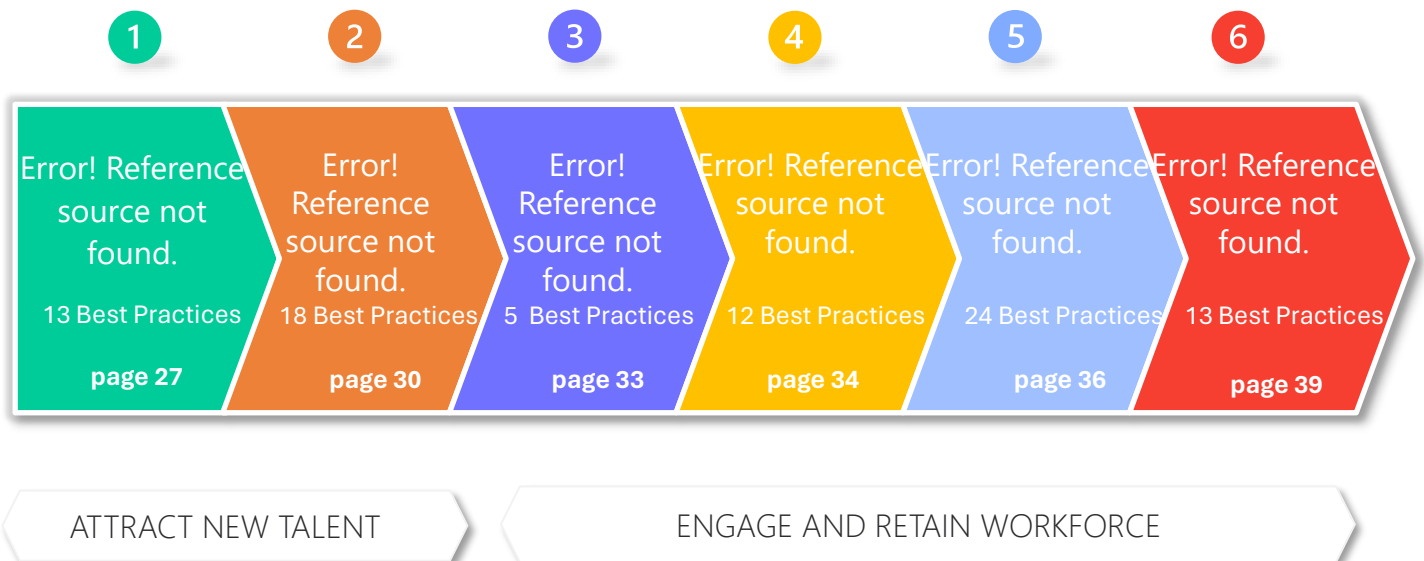 1
2
3
4
5
6
Error! Reference
source not
found.
13 Best Practices
page 27
Error!
Reference
source not
found.
18 Best Practices
page 30
Error!
Reference
source not
found.
5  Best Practices
page 33
Error! Reference
source not
found.
12 Best Practices
page 34
Error! Reference
source not
found.
24 Best Practices
page 36
Error! Reference
source not
found.
13 Best Practices
page 39
ATTRACT NEW TALENT
ENGAGE AND RETAIN WORKFORCE